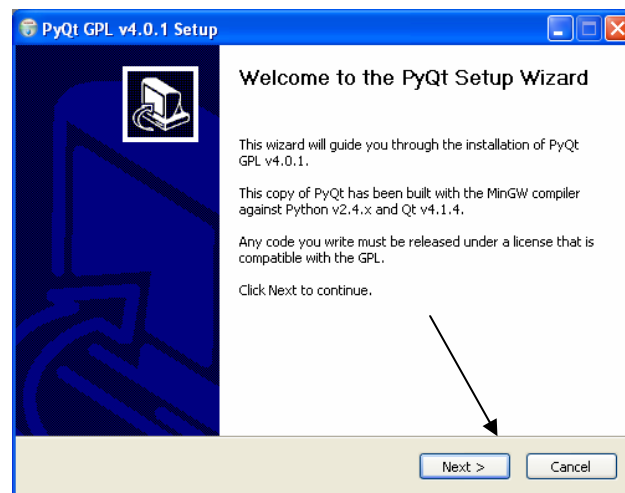 PyQt GPL v4.0.1 Setup
Welcome to the PyQt Setup Wizard
This wizard will guide you through the installation of PyQt
GPL v4.0.1.
This copy of PyQt has been built with the MinGW compiler
against Python v2.4.x and Qt v4.1.4.
Any code you write must be released under a license that is
compatible with the GPL.
Click Next to continue.
Next >
Cancel